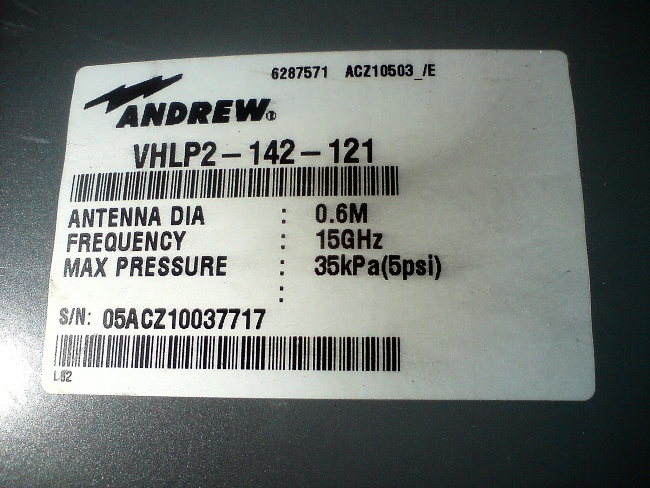 6287571 ACZ10503_/E
ANDREW®
VHLP2-142-121
ANTENNA DIA : 0.6M
FREQUENCY : 15GHz
MAX PRESSURE : 35kPa(5psi)
:
S/N: 05ACZ10037717
L82